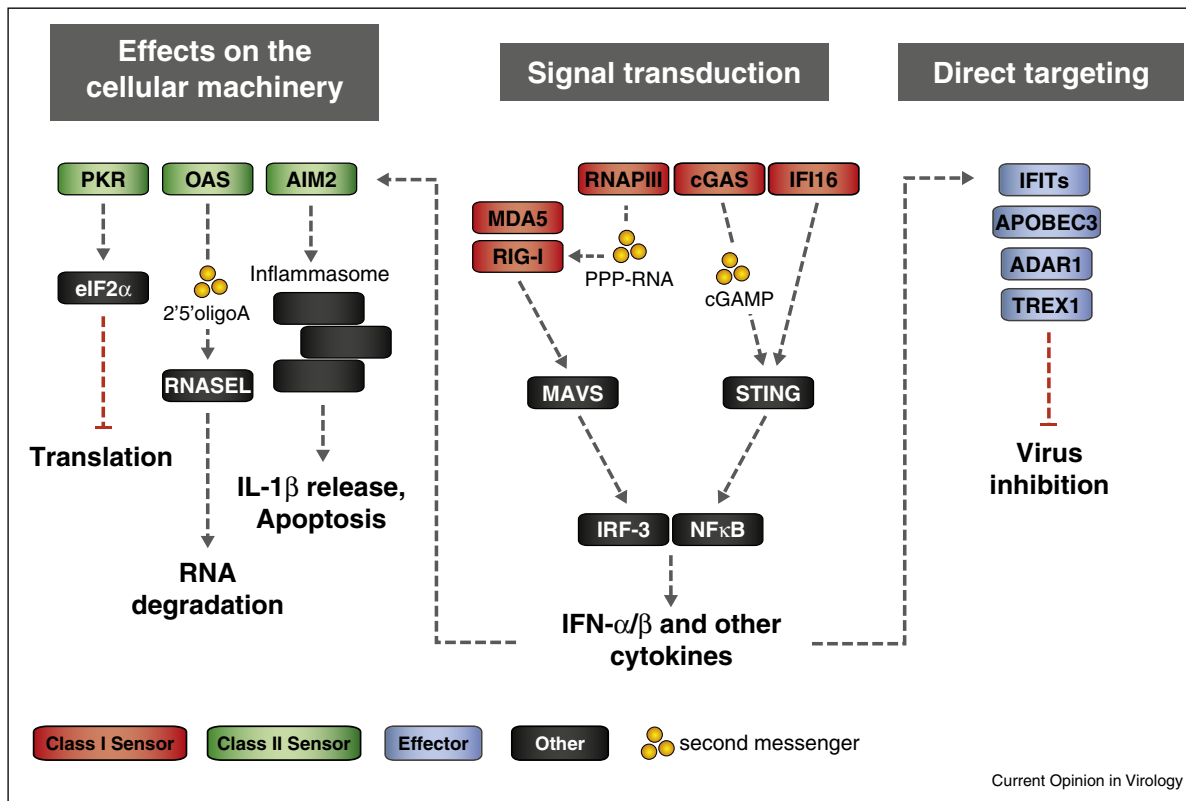 Effects on the
cellular machinery
Signal transduction
Direct targeting
PKR
OAS
AIM2
eIF2α
2'5'oligoA
Inflammasome
RNASEL
Translation
IL-1β release,
Apoptosis
RNA
degradation
RNAPIII
cGAS
IFI16
MDA5
RIG-I
PPP-RNA
cGAMP
MAVS
STING
IRF-3
NFκB
IFN-α/β and other
cytokines
IFITs
APOBEC3
ADAR1
TREX1
Virus
inhibition
Class I Sensor
Class II Sensor
Effector
Other
second messenger
Current Opinion in Virology